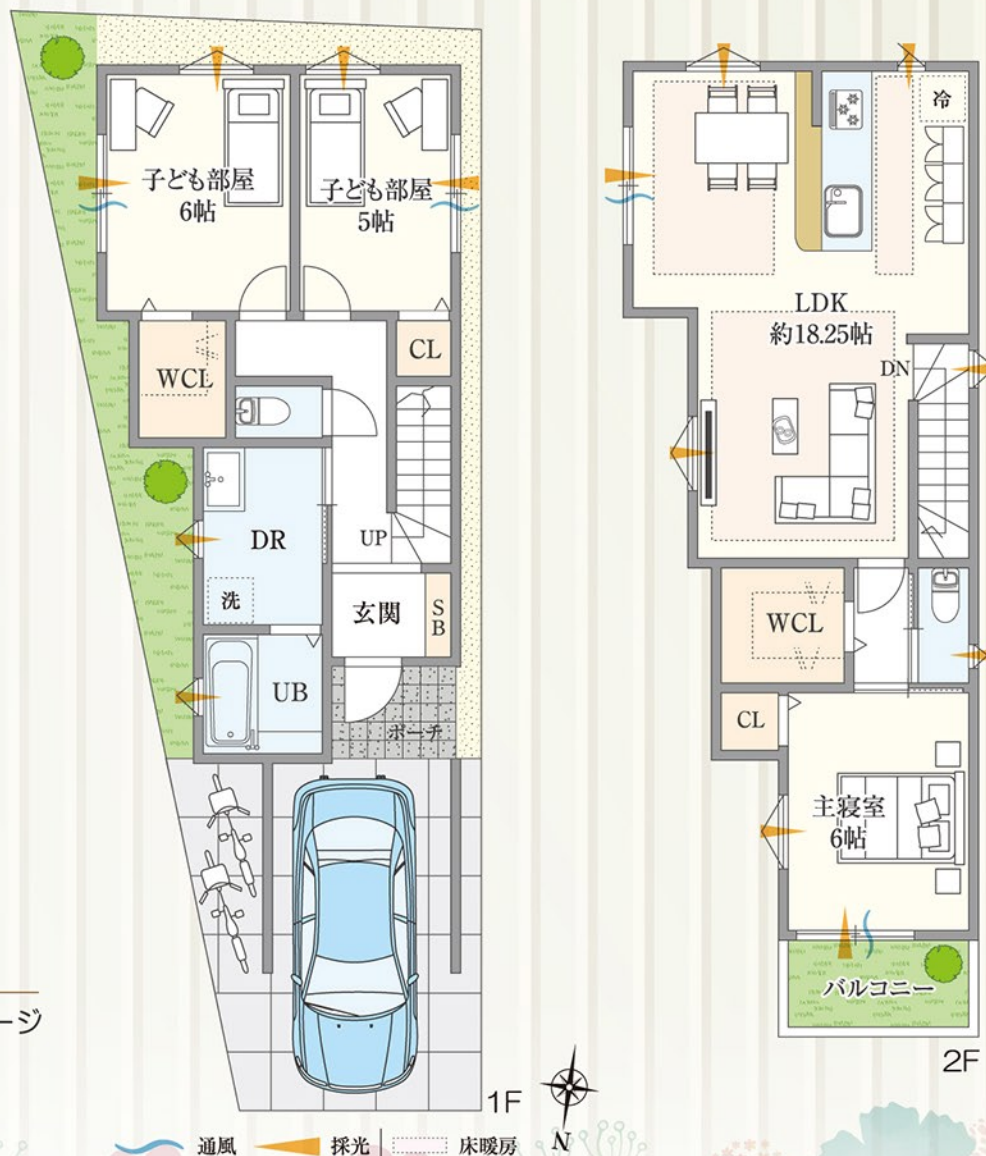 子ども部屋
6帖
子ども部屋
5帖
WCL
CL
DR
UP
洗
玄関
SB
UB
ポーチ
ージ
1F
冷
LDK
約18.25帖
DN
WCL
CL
主寝室
6帖
バルコニー
2F
N
通風 採光 床暖房